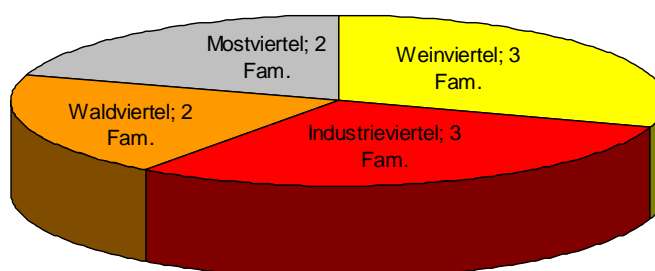 Mostviertel; 2
Fam.
Weinviertel; 3
Fam.
Waldviertel; 2
Fam.
Industrieviertel; 3
Fam.